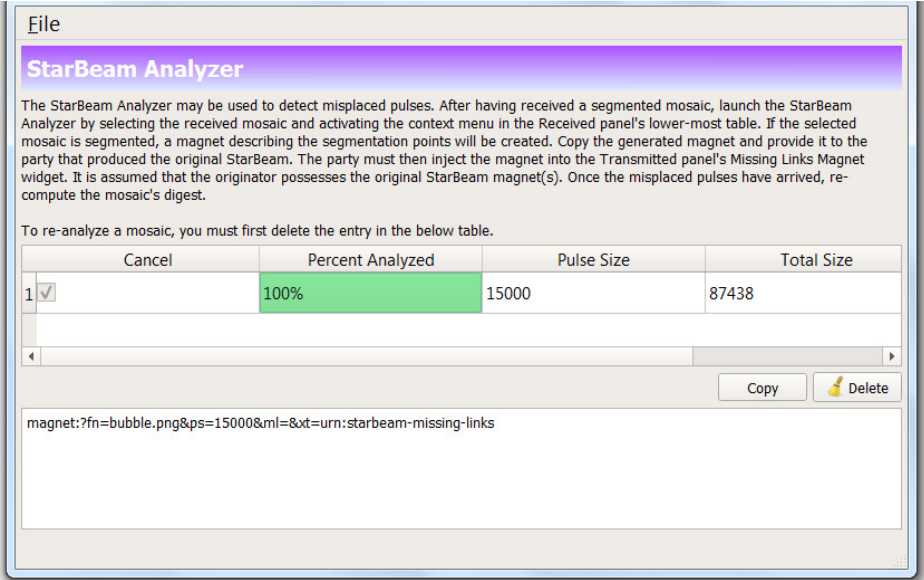 File
StarBeam Analyzer
The StarBeam Analyzer may be used to detect misplaced pulses. After having received a segmented mosaic, launch the StarBeam
Analyzer by selecting the received mosaic and activating the context menu in the Received panel's lower-most table. If the selected
mosaic is segmented, a magnet describing the segmentation points will be created. Copy the generated magnet and provide it to the
party that produced the original StarBeam. The party must then inject the magnet into the Transmitted panel's Missing Links Magnet
widget. It is assumed that the originator possesses the original StarBeam magnet(s). Once the misplaced pulses have arrived, re-
compute the mosaic's digest.
To re-analyze a mosaic, you must first delete the entry in the below table.
Cancel Percent Analyzed Pulse Size Total Size
1 100% 15000 87438
Copy Delete
magnet:?fn=bubble.png&ps=15000&ml=&xt=urn:starbeam-missing-links